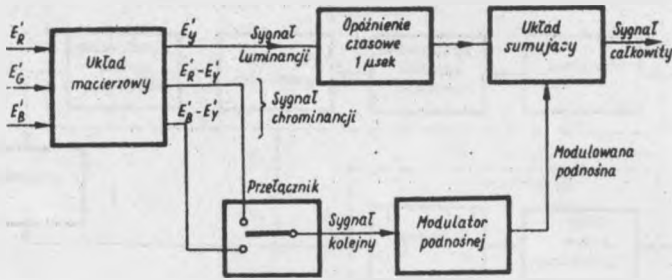 E'R
E'G
E'B
Układ
macierzowy
E'Y
E'R-E'Y
E'B-E'Y
Sygnał
luminancji
Sygnał
chrominancji
Opóźnienie
czasowe
1 μsek
Układ
sumujący
Sygnał
całkowity
Modulowana
podnośna
Przełącznik
Sygnał
kolejny
Modulator
podnośnej